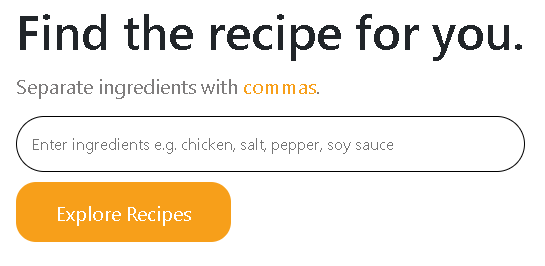 Find the recipe for you.
Separate ingredients with commas.
Enter ingredients e.g. chicken, salt, pepper, soy sauce
Explore Recipes